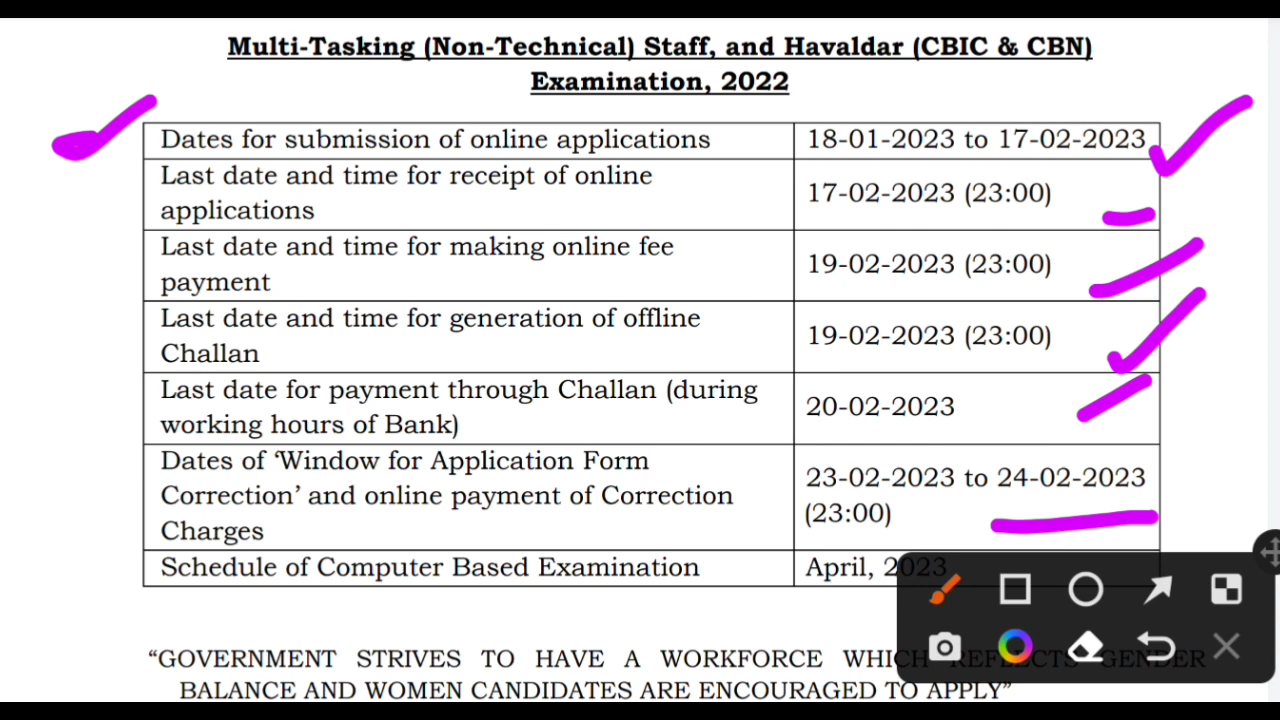 Multi-Tasking (Non-Technical) Staff, and Havaldar (CBIC & CBN)
Examination, 2022
Dates for submission of online applications
18-01-2023 to 17-02-2023
Last date and time for receipt of online
applications
17-02-2023 (23:00)
Last date and time for making online fee
payment
19-02-2023 (23:00)
Last date and time for generation of offline
Challan
19-02-2023 (23:00)
Last date for payment through Challan (during
working hours of Bank)
20-02-2023
Dates of ‘Window for Application Form
Correction’ and online payment of Correction
Charges
23-02-2023 to 24-02-2023
(23:00)
Schedule of Computer Based Examination
April, 2023
“GOVERNMENT STRIVES TO HAVE A WORKFORCE WHICH REFLECTS GENDER
BALANCE AND WOMEN CANDIDATES ARE ENCOURAGED TO APPLY”